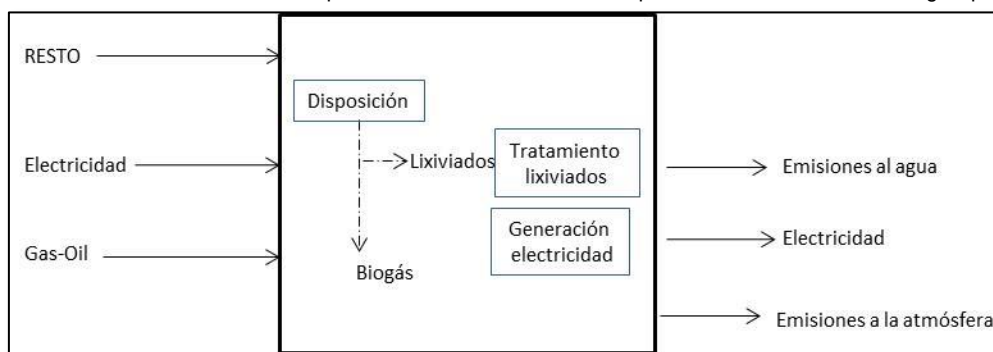 RESTO
Electricidad
Gas-Oil
Disposición
Lixiviados
Biogás
Tratamiento
lixiviados
Generación
electricidad
Emisiones al agua
Electricidad
Emisiones a la atmósfera